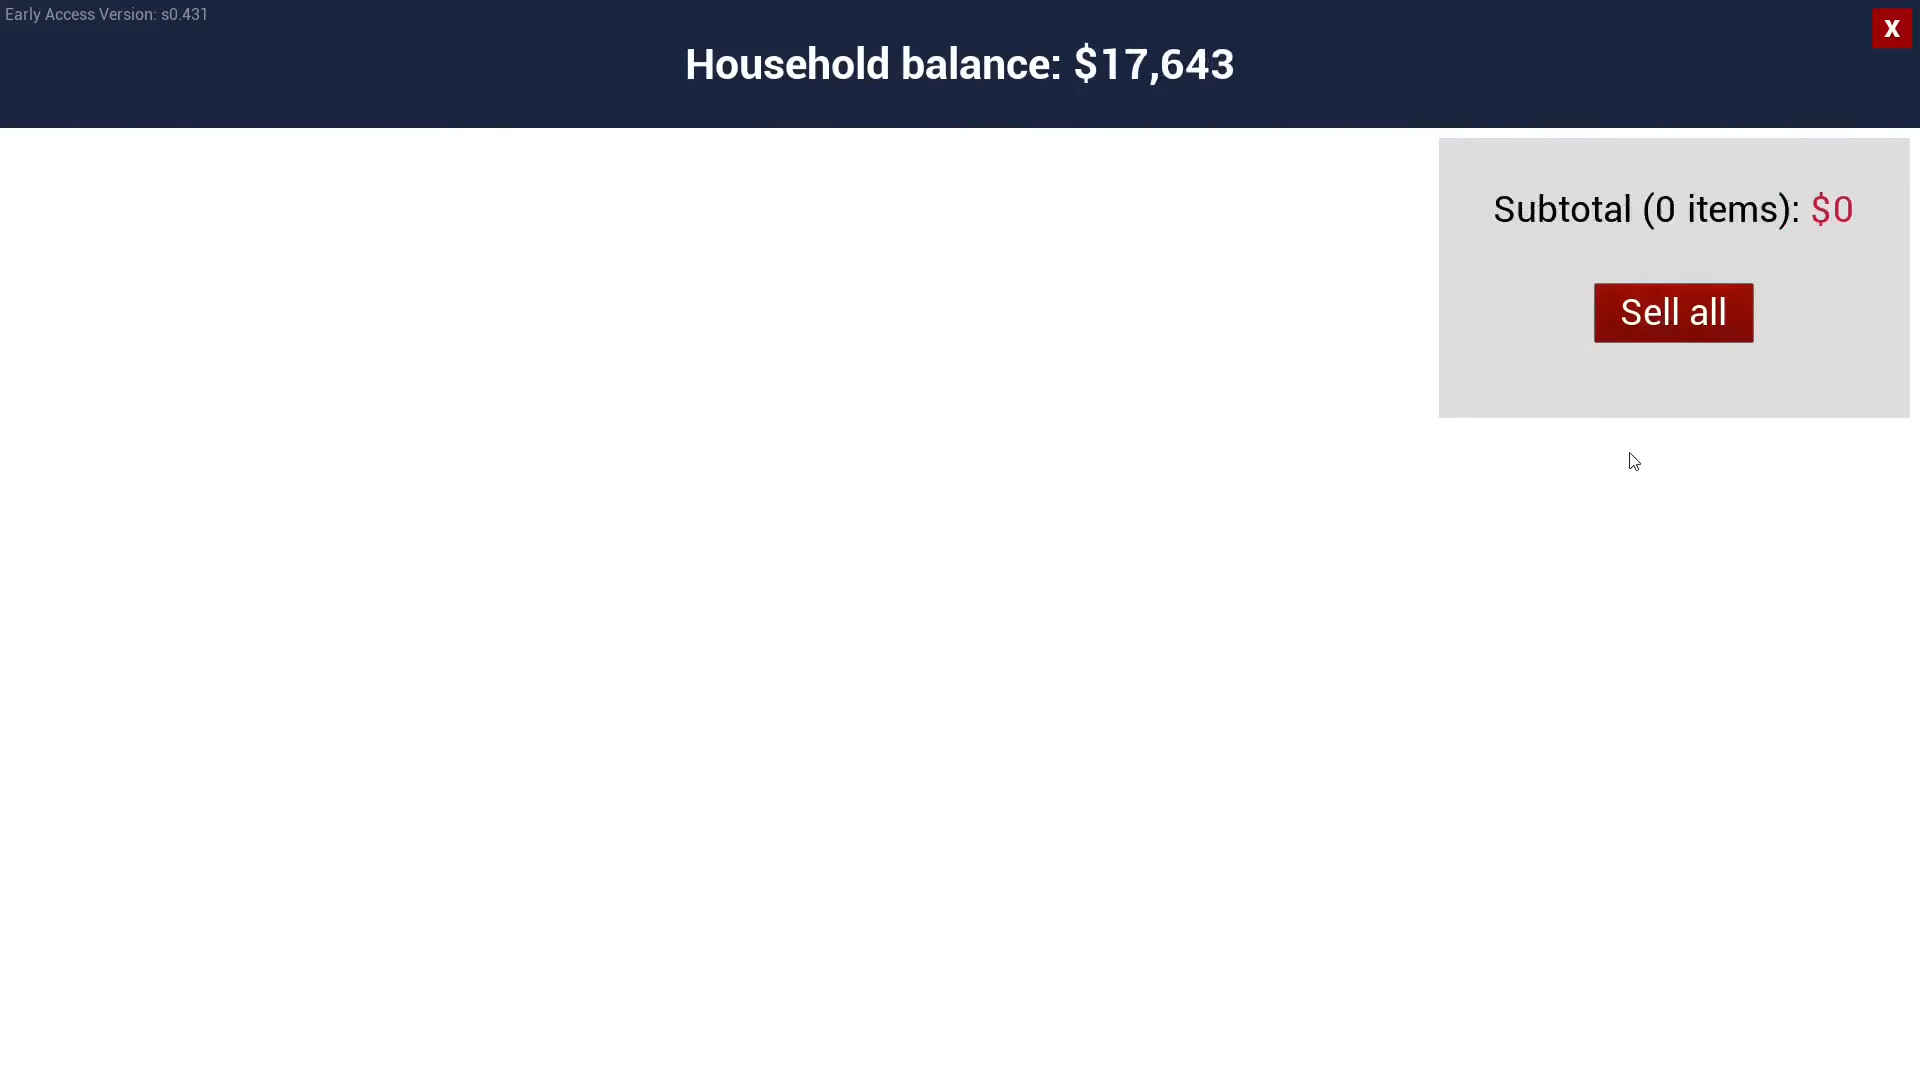 Early Access Version: s0.431
X
Household balance: $17,643
Subtotal (0 items): $0
Sell all